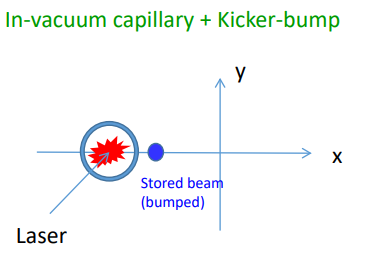 In-vacuum capillary + Kicker-bump
y
x
Stored beam
(bumped)
Laser